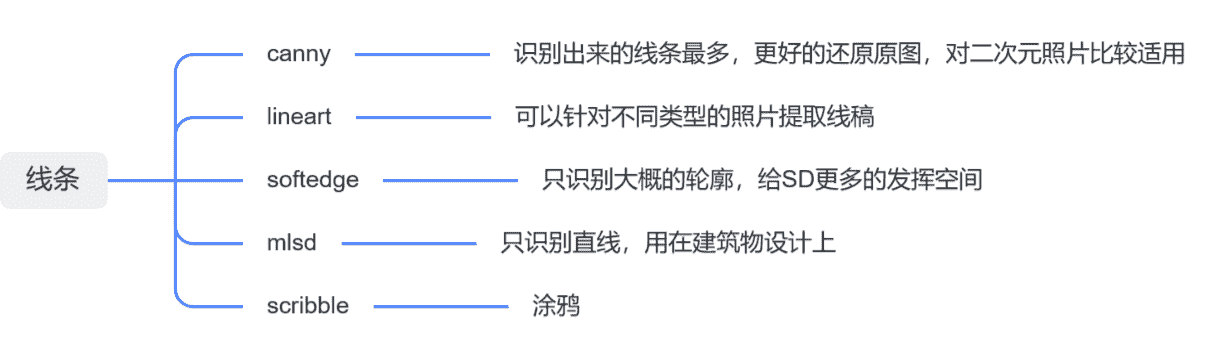 线条
canny
识别出来的线条最多，更好的还原原图，对二次元照片比较适用
lineart
可以针对不同类型的照片提取线稿
softedge
只识别大概的轮廓，给SD更多的发挥空间
mlsd
只识别直线，用在建筑物设计上
scribble
涂鸦